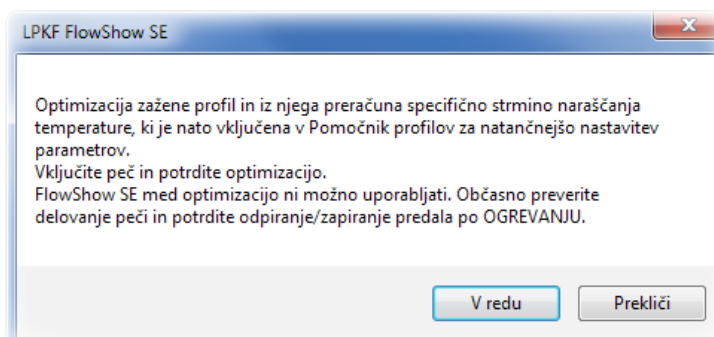 LPKF FlowShow SE
Optimizacija zažene profil in iz njega preračuna specifično strmino naraščanja
temperature, ki je nato vključena v Pomočnik profilov za natančnejšo nastavitev
parametrov.
Vključite peč in potrdite optimizacijo.
FlowShow SE med optimizacijo ni možno uporabljati. Občasno preverite
delovanje peči in potrdite odpiranje/zapiranje predala po OGREVANJU.
V redu
Prekliči